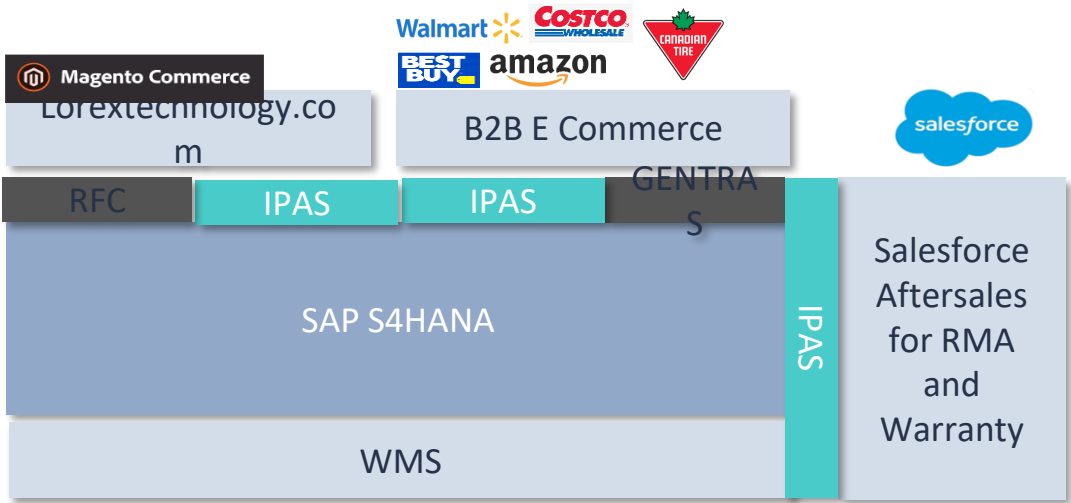 Walmart
COSTCO
WHOLESALE
CANADIAN
TIRE
BEST
BUY
amazon
Magento Commerce
Lorextechnology.co
m
B2B E Commerce
salesforce
RFC
IPAS
IPAS
GENTRA
S
SAP S4HANA
IPAS
Salesforce
Aftersales
for RMA
and
Warranty
WMS